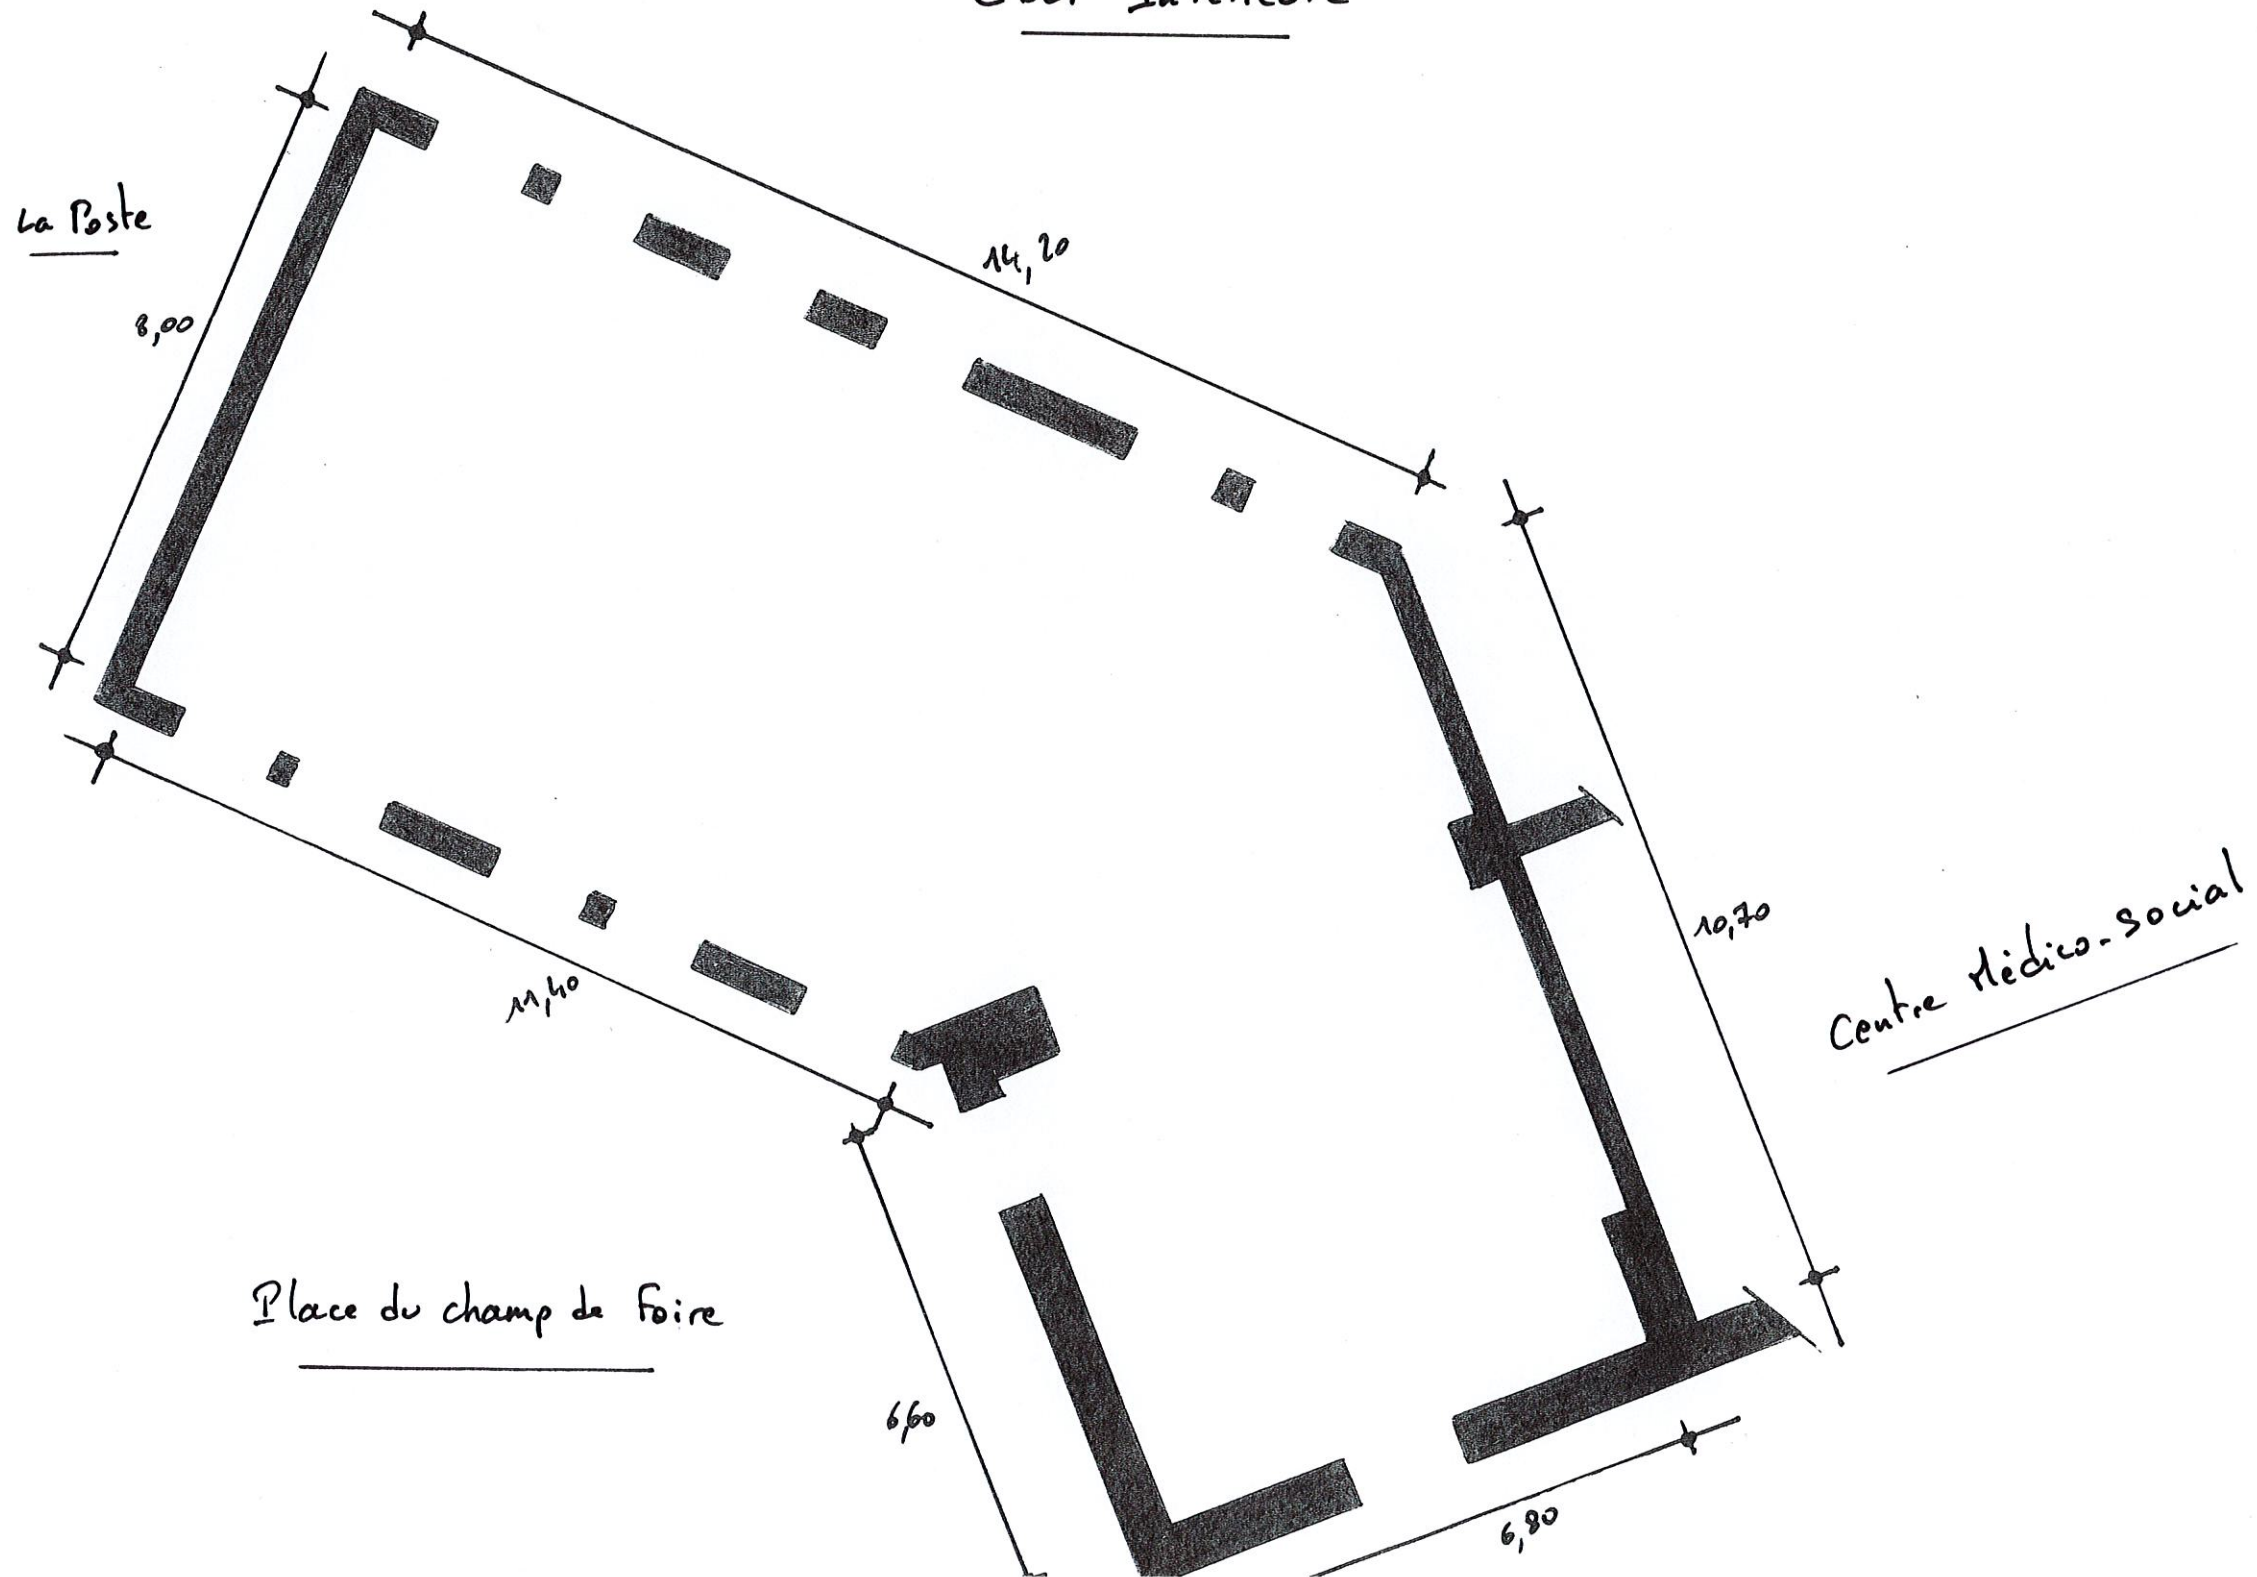 La Poste
14,20
8,00
10,70
Centre Médico-Social
11,40
Place du champ de Foire
6,60
6,80